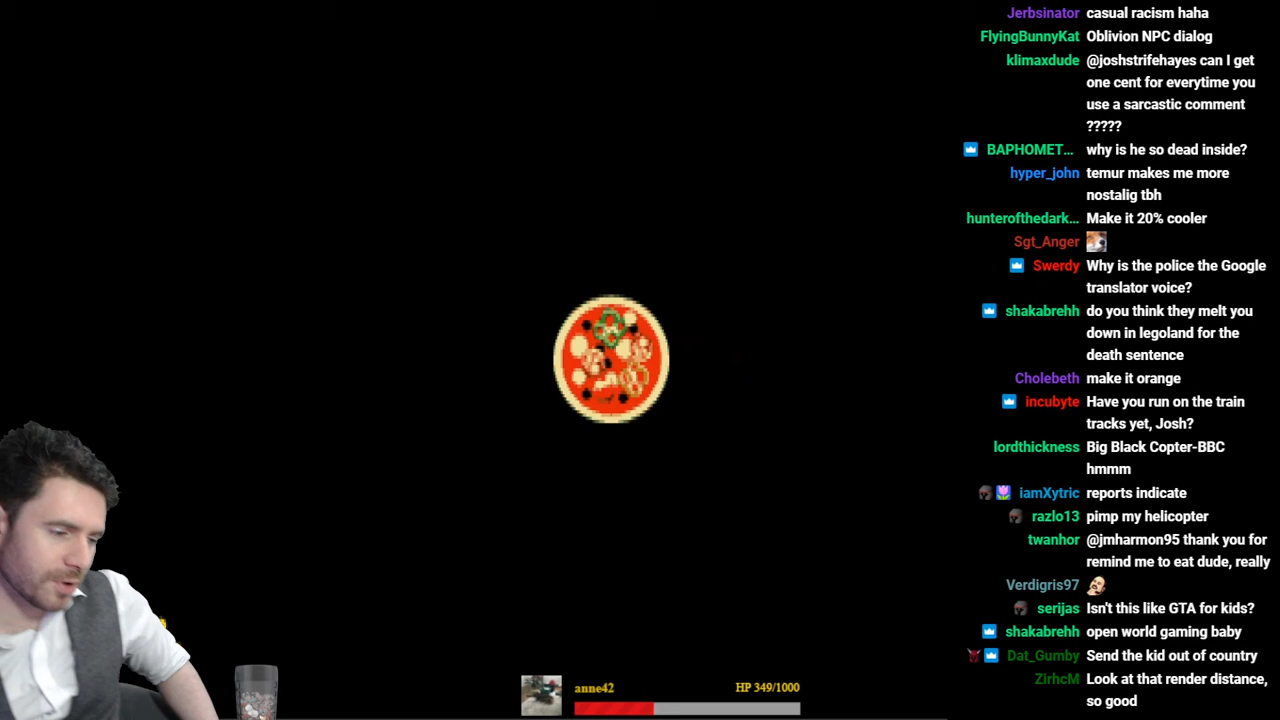 Jerbsinator casual racism haha
FlyingBunnyKat Oblivion NPC dialog
klimaxdude @joshstrifehayes can I get
one cent for everytime you
use a sarcastic comment
?????
BAPHOMET... why is he so dead inside?
hyper_john temur makes me more
nostalig tbh
hunterofthedark... Make it 20% cooler
Sgt_Anger
Swerdy Why is the police the Google
translator voice?
shakabrehh do you think they melt you
down in legoland for the
death sentence
Cholebeth make it orange
incubyte Have you run on the train
tracks yet, Josh?
lordthickness Big Black Copter-BBC
hmmm
iamXytric reports indicate
razlo13 pimp my helicopter
twanhor @jmharmon95 thank you for
remind me to eat dude, really
Verdigris97
serijas Isn't this like GTA for kids?
shakabrehh open world gaming baby
Dat_Gumby Send the kid out of country
ZirhcM Look at that render distance,
so good
anne42 HP 349/1000